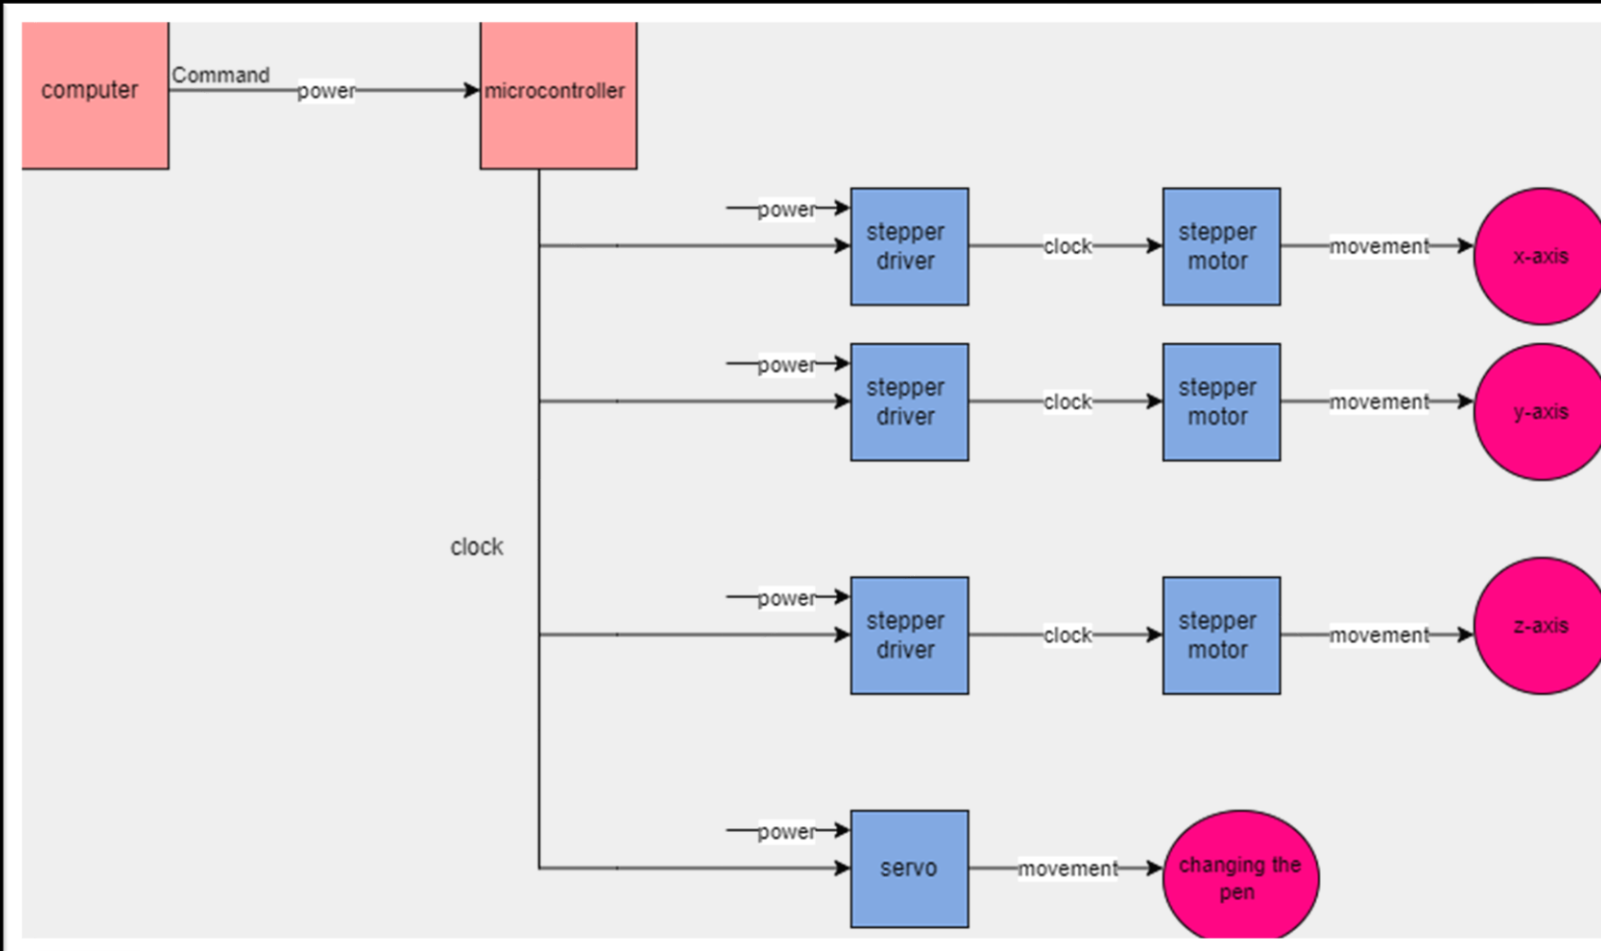 computer
Command
power
microcontroller
power
stepper
driver
clock
stepper
motor
movement
x-axis
power
stepper
driver
clock
stepper
motor
movement
y-axis
clock
power
stepper
driver
clock
stepper
motor
movement
z-axis
power
servo
movement
changing the
pen